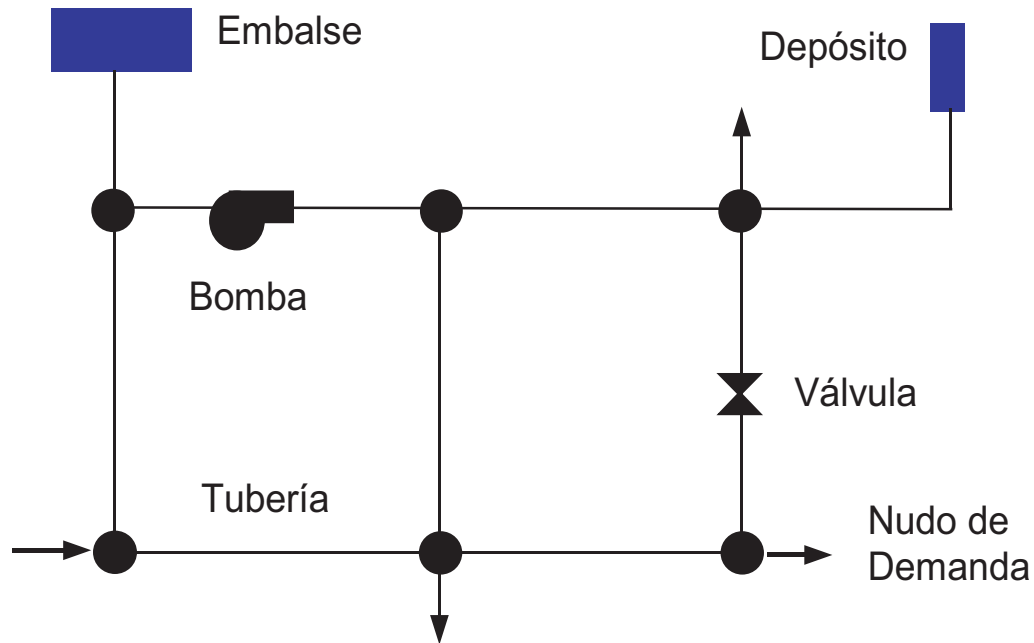 Embalse
Depósito
Bomba
Válvula
Tubería
Nudo de
Demanda